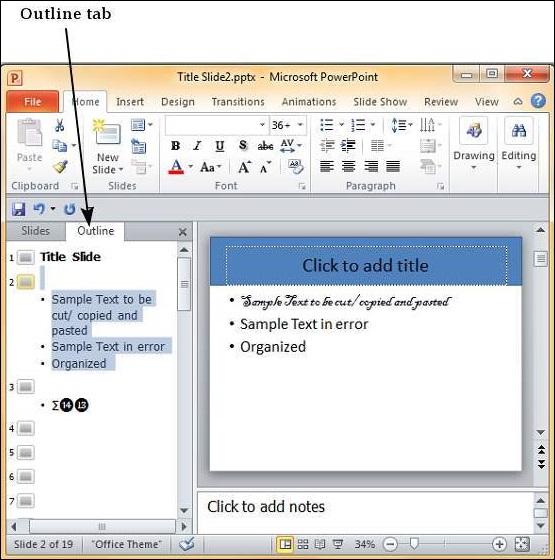 Outline tab
P
Title Slide2.pptx - Microsoft PowerPoint
File Home Insert Design Transitions Animations Slide Show Review View
Paste New Slide 36+ Drawing Editing
B I U S abc AV
A Aa A A
Clipboard Slides Font Paragraph
Slides Outline
1 Title Slide
2
• Sample Text to be
cut/ copied and
pasted
• Sample Text in error
• Organized
3
• Σ⓮⓭
4
5
6
7
Click to add title
• Sample Text to be cut/ copied and pasted
• Sample Text in error
• Organized
Click to add notes
Slide 2 of 19 "Office Theme" 34%